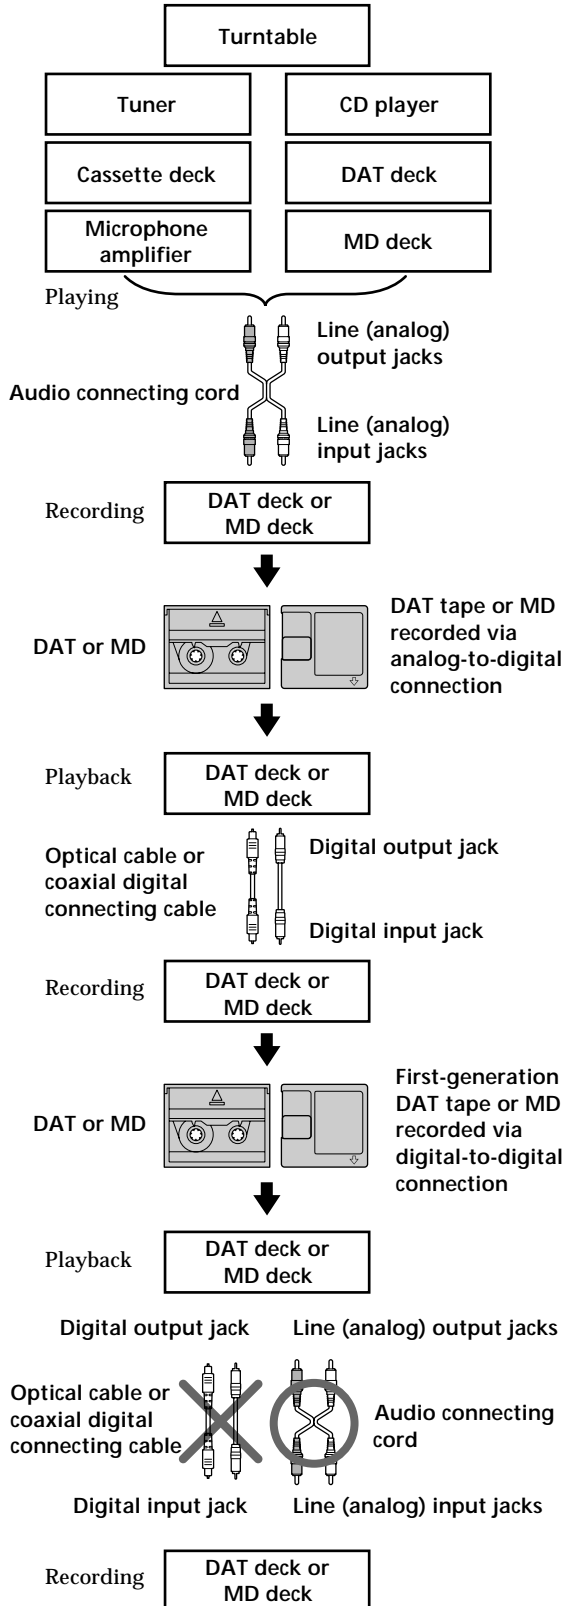 Turntable
Tuner
CD player
Cassette deck
DAT deck
Microphone
amplifier
MD deck
Playing
Line (analog)
output jacks
Audio connecting cord
Line (analog)
input jacks
Recording
DAT deck or
MD deck
DAT or MD
DAT tape or MD
recorded via
analog-to-digital
connection
Playback
DAT deck or
MD deck
Optical cable or
coaxial digital
connecting cable
Digital output jack
Digital input jack
Recording
DAT deck or
MD deck
DAT or MD
First-generation
DAT tape or MD
recorded via
digital-to-digital
connection
Playback
DAT deck or
MD deck
Digital output jack
Line (analog) output jacks
Optical cable or
coaxial digital
connecting cable
Audio connecting
cord
Digital input jack
Line (analog) input jacks
Recording
DAT deck or
MD deck